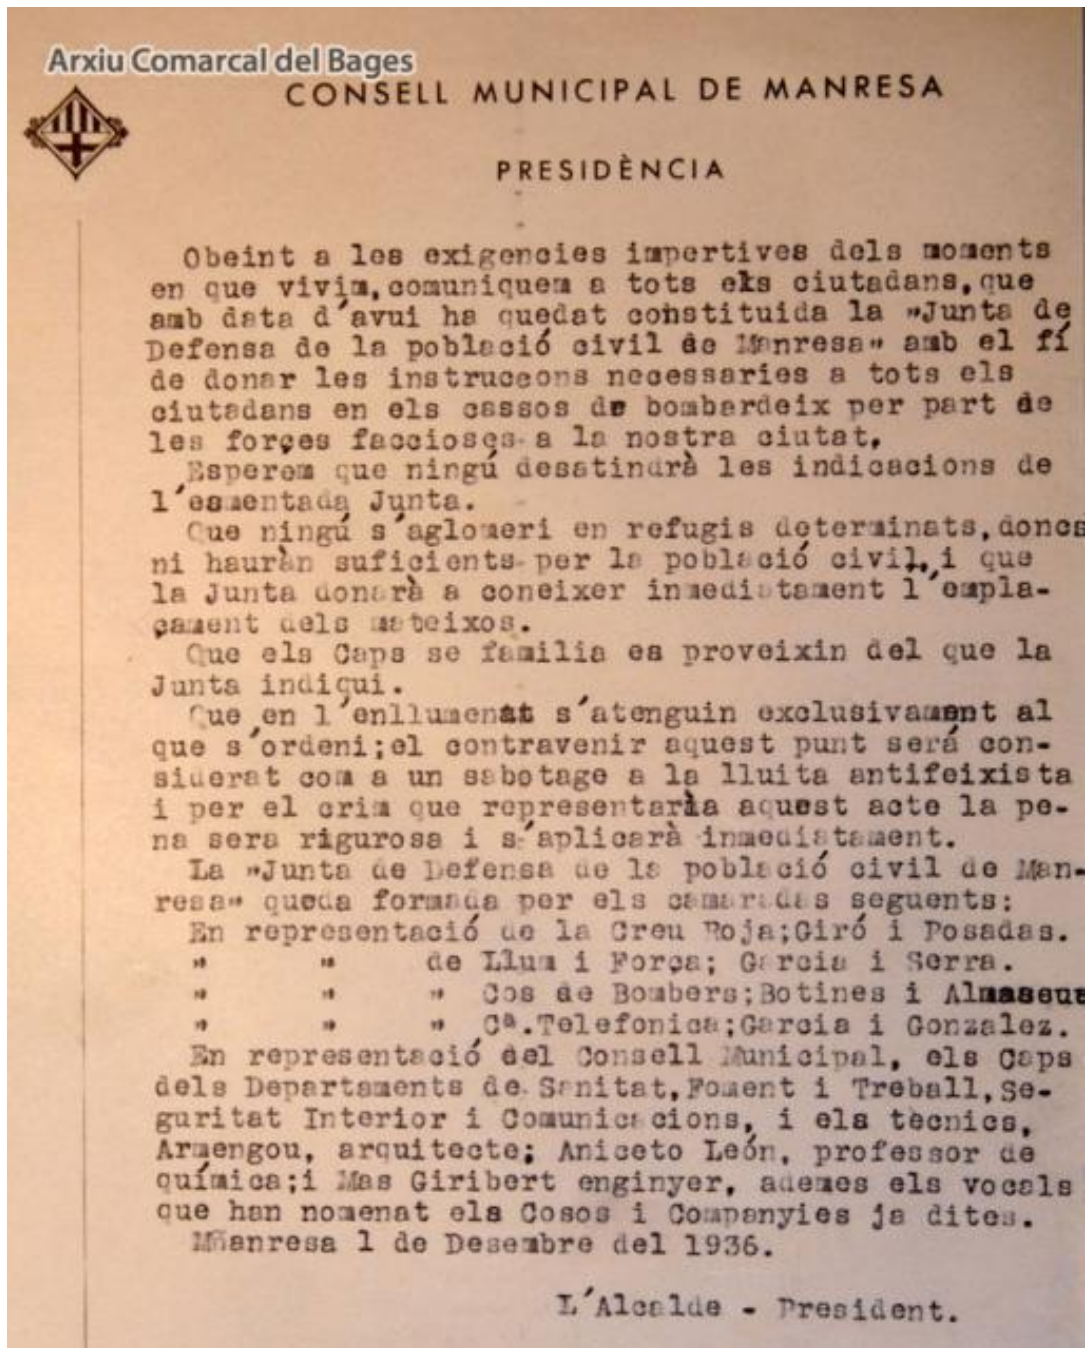 Arxiu Comarcal del Bages
CONSELL MUNICIPAL DE MANRESA
PRESIDÈNCIA
Obeint a les exigencies impertives dels moments
en que vivim,comuniquem a tots els ciutadans,que
amb data d'avui ha quedat constituida la "Junta de
Defensa de la població civil de Manresa" amb el fí
de donar les instruccons necessaries a tots els
ciutadans en els cassos de bombardeix per part de
les forçes faccioses a la nostra ciutat.
Esperem que ningú desatindrà les indicacions de
l'esmentada Junta.
Que ningú s'aglomeri en refugis determinats,doncs
ni hauràn suficients per la població civil, i que
la Junta donarà a coneixer inmediatament l'empla-
çament dels mateixos.
Que els Caps se familia es proveixin del que la
Junta indiqui.
Que en l'enllumenat s'atenguin exclusivament al
que s'ordeni;el contravenir aquest punt será con-
siderat com a un sabotage a la lluita antifeixista
i per el crim que representaria aquest acte la pe-
na sera rigurosa i s'aplicarà inmediatament.
La "Junta de Defensa de la població civil de Man-
resa" queda formada per els camarades seguents:
En representació de la Creu Roja;Giró i Posadas.
" " de Llum i Força; Garcia i Serra.
" " " Cos de Bombers;Botines i Almaseus
" " " Cª.Telefonica;Garcia i Gonzalez.
En representació del Consell Municipal, els Caps
dels Departaments de Sanitat,Foment i Treball,Se-
guritat Interior i Comunicacions, i els tecnics,
Armengou, arquitecte; Aniceto León, professor de
química;i Mas Giribert enginyer, ademes els vocals
que han nomenat els Cosos i Companyies ja dites.
Manresa 1 de Desembre del 1936.
L'Alcalde - President.